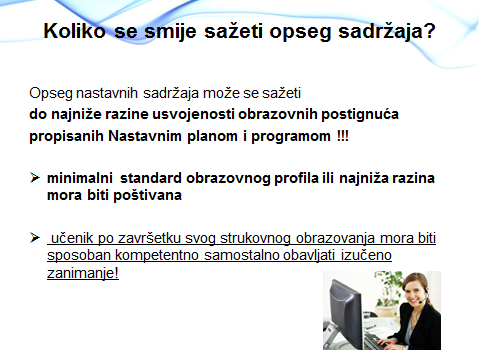 Koliko se smije sažeti opseg sadržaja?
Opseg nastavnih sadržaja može se sažeti
do najniže razine usvojenosti obrazovnih postignuća
propisanih Nastavnim planom i programom !!!
➢ minimalni standard obrazovnog profila ili najniža razina
mora biti poštivana
➢ učenik po završetku svog strukovnog obrazovanja mora biti
sposoban kompetentno samostalno obavljati izučeno
zanimanje!